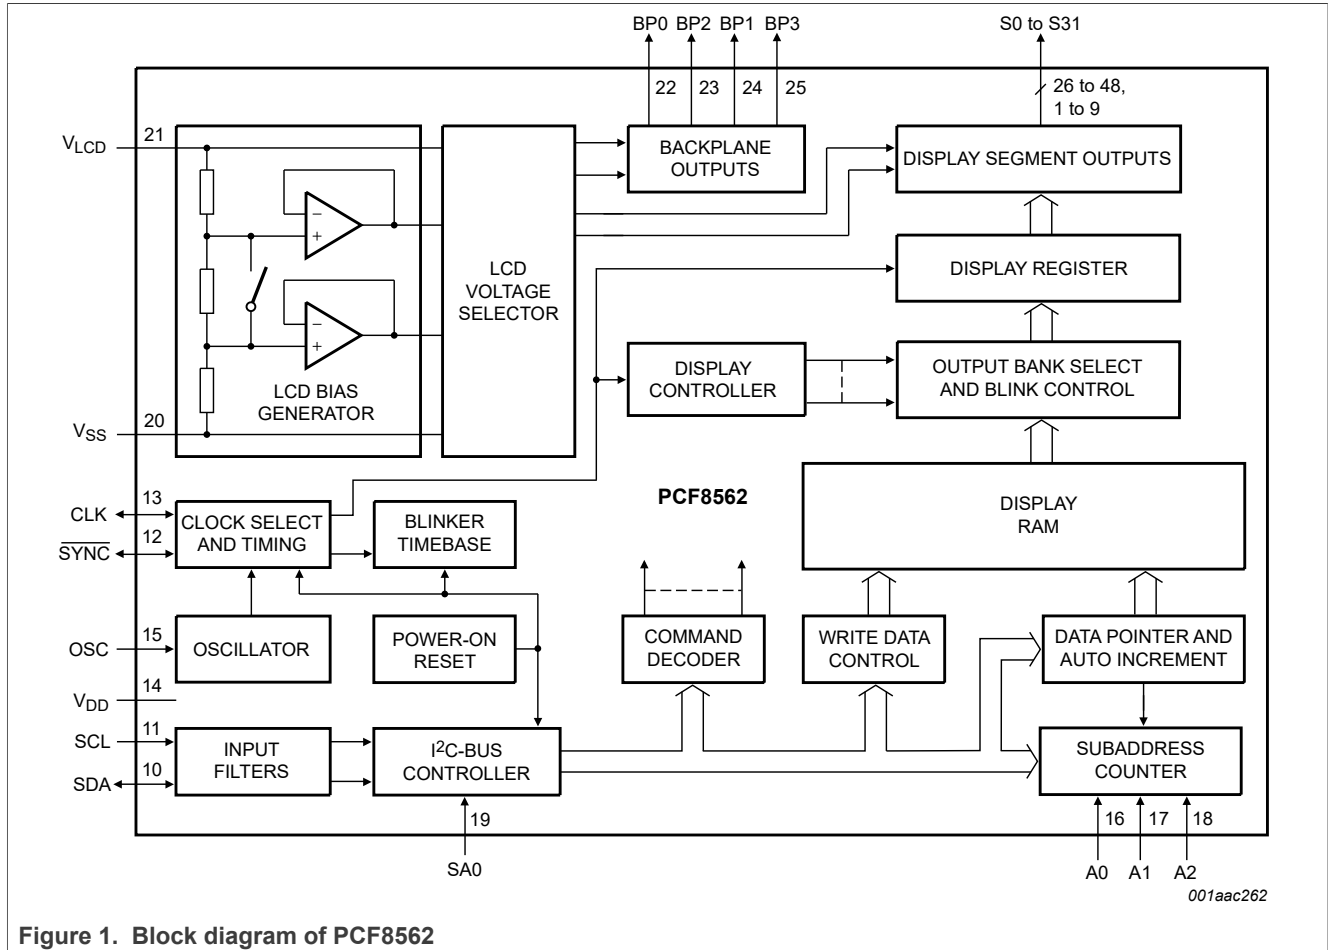 BP0 BP2 BP1 BP3
S0 to S31
22 23 24 25
26 to 48,
1 to 9
VLCD
21
BACKPLANE
OUTPUTS
DISPLAY SEGMENT OUTPUTS
−
+
LCD
VOLTAGE
SELECTOR
DISPLAY REGISTER
−
+
LCD BIAS
GENERATOR
DISPLAY
CONTROLLER
OUTPUT BANK SELECT
AND BLINK CONTROL
VSS
20
CLK
13
SYNC
12
CLOCK SELECT
AND TIMING
BLINKER
TIMEBASE
PCF8562
DISPLAY
RAM
OSC
15
OSCILLATOR
POWER-ON
RESET
COMMAND
DECODER
WRITE DATA
CONTROL
DATA POINTER AND
AUTO INCREMENT
VDD
14
SCL
11
SDA
10
INPUT
FILTERS
I2C-BUS
CONTROLLER
SUBADDRESS
COUNTER
19
16 17 18
SA0
A0 A1 A2
001aac262
Figure 1. Block diagram of PCF8562